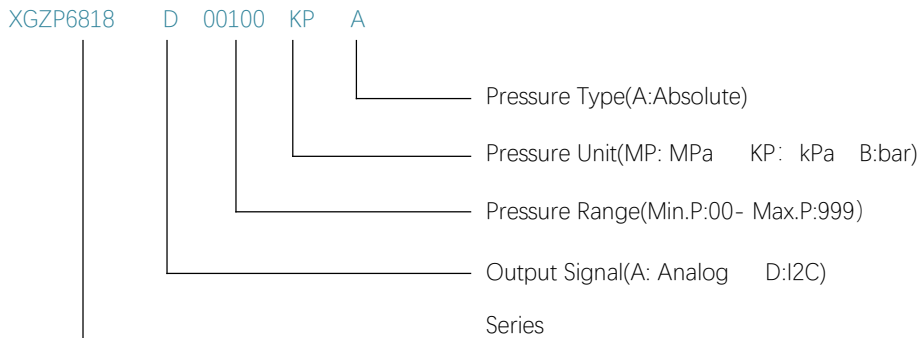 XGZP6818 D 00100 KP A
Pressure Type(A:Absolute)
Pressure Unit(MP: MPa KP: kPa B:bar)
Pressure Range(Min.P:00- Max.P:999)
Output Signal(A: Analog D:I2C)
Series